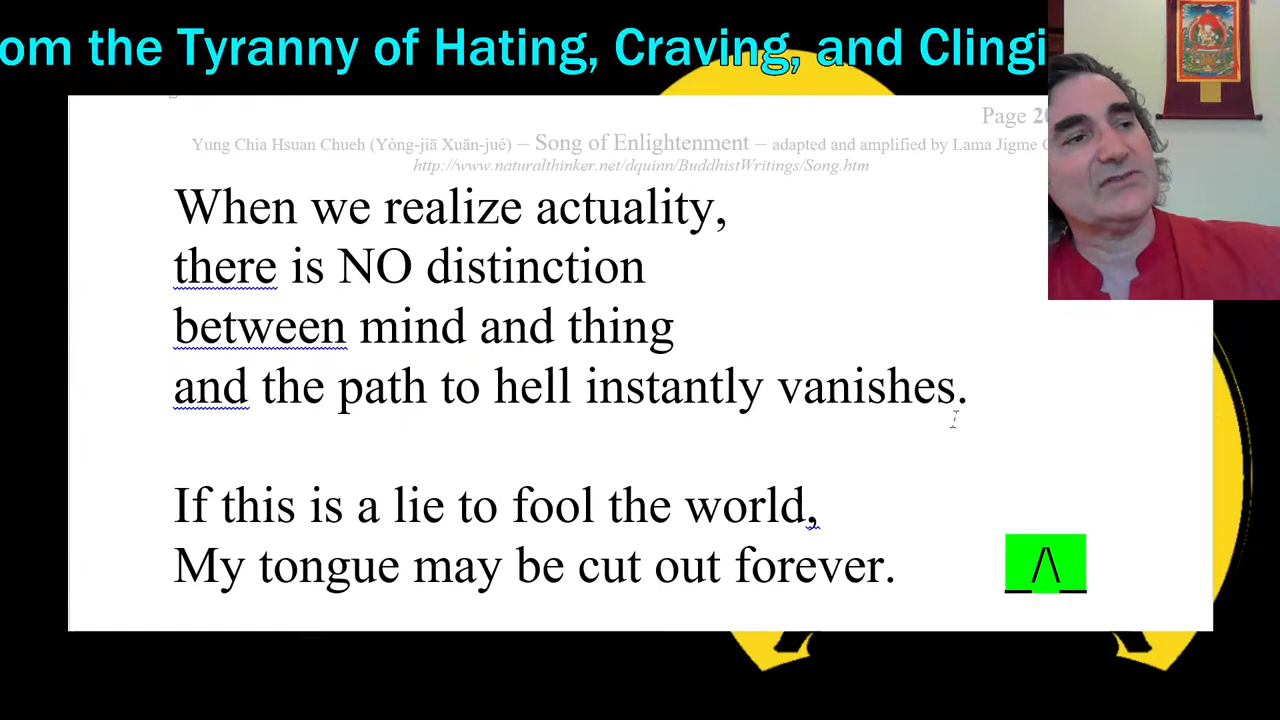 om the Tyranny of Hating, Craving, and Clingi
Page 2
Yung Chia Hsuan Chueh (Yòng-jiā Xuān-jué) – Song of Enlightenment – adapted and amplified by Lama Jigme
http://www.naturalthinker.net/dquinn/BuddhistWritings/Song.htm
When we realize actuality,
there is NO distinction
between mind and thing
and the path to hell instantly vanishes.
If this is a lie to fool the world,
My tongue may be cut out forever.
_/\_